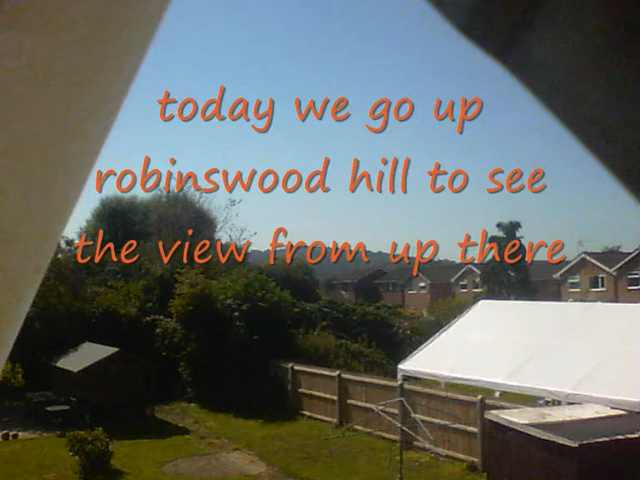 today we go up
robinswood hill to see
the view from up there